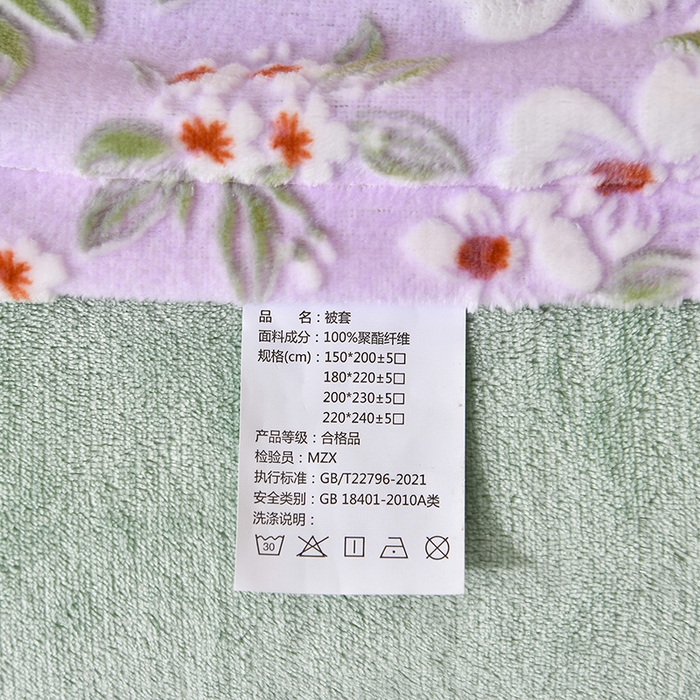 品　　名：被套
面料成分：100%聚酯纤维
规格(cm)：150*200±5□
180*220±5□
200*230±5□
220*240±5□
产品等级：合格品
检验员：MZX
执行标准：GB/T22796-2021
安全类别：GB 18401-2010A类
洗涤说明：
30